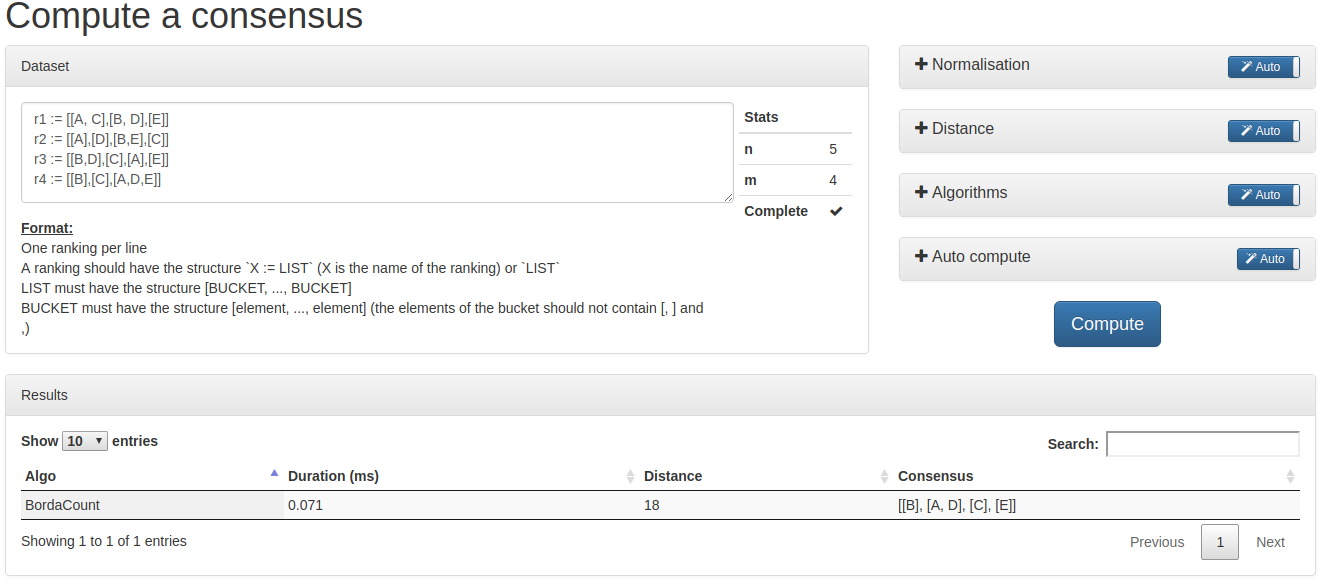 Compute a consensus
Dataset
r1 := [[A, C],[B, D],[E]]
r2 := [[A],[D],[B,E],[C]]
r3 := [[B,D],[C],[A],[E]]
r4 := [[B],[C],[A,D,E]]
Stats
n 5
m 4
Complete ✔
Format:
One ranking per line
A ranking should have the structure `X := LIST` (X is the name of the ranking) or `LIST`
LIST must have the structure [BUCKET, ..., BUCKET]
BUCKET must have the structure [element, ..., element] (the elements of the bucket should not contain [, ] and
,)
Normalisation Auto
Distance Auto
Algorithms Auto
Auto compute Auto
Compute
Results
Show 10 entries
Search:
Algo Duration (ms) Distance Consensus
BordaCount 0.071 18 [[B], [A, D], [C], [E]]
Showing 1 to 1 of 1 entries
Previous 1 Next